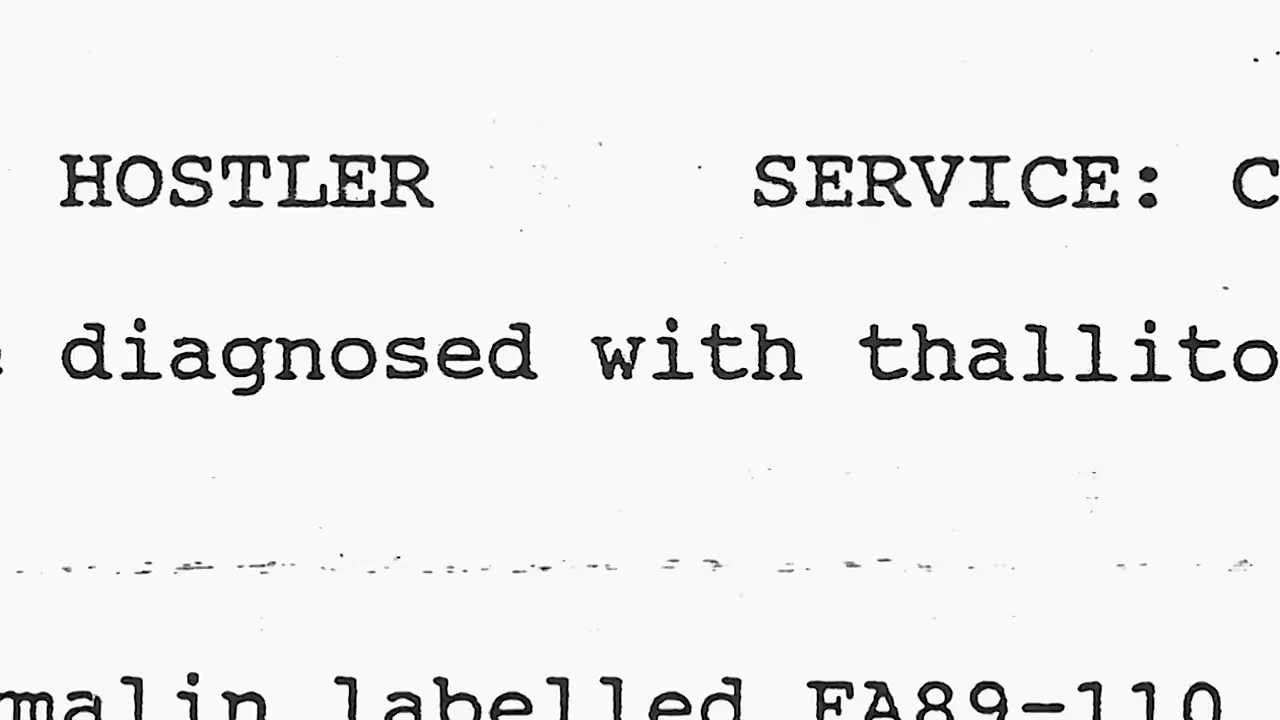 HOSTLER SERVICE: C
diagnosed with thallito
malin labelled FA89-110